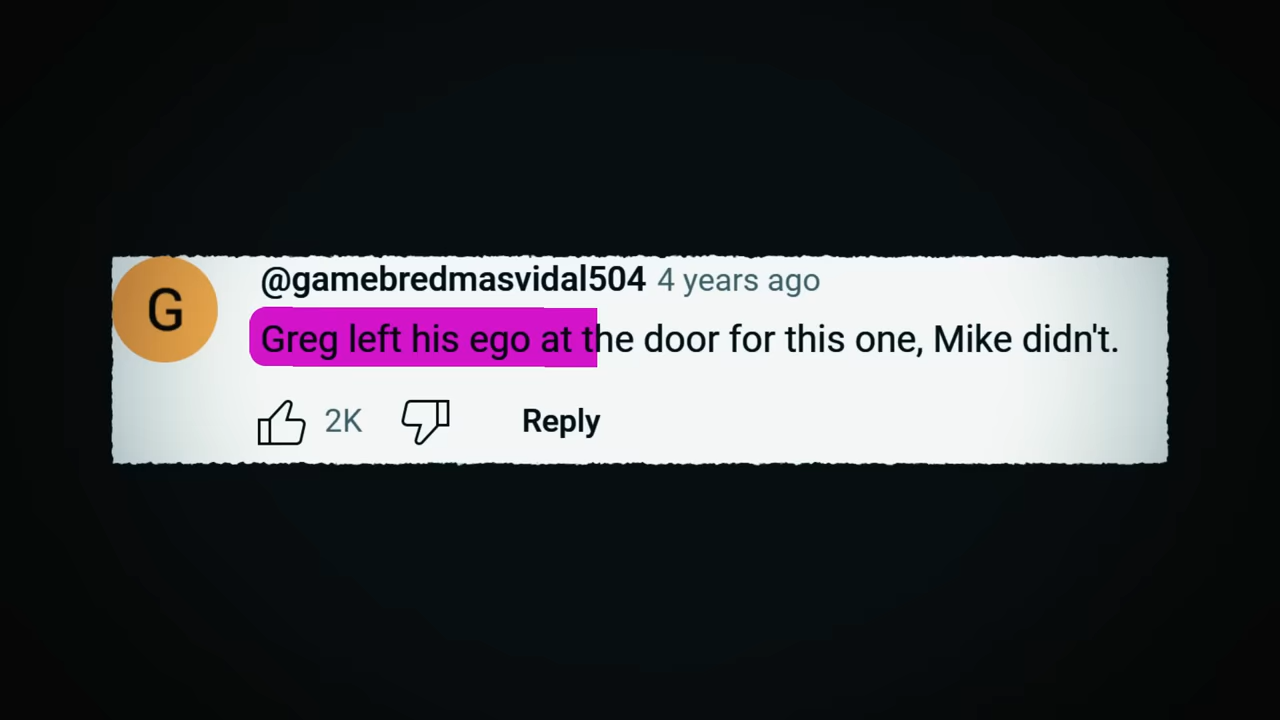 G
@gamebredmasvidal504 4 years ago
Greg left his ego at the door for this one, Mike didn't.
2K Reply